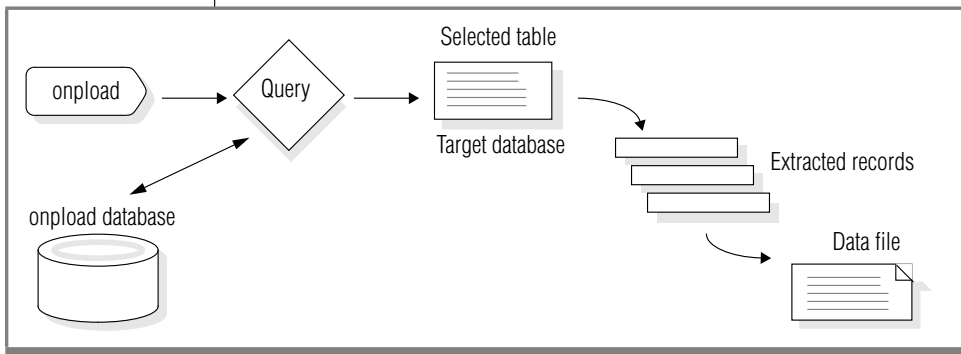 onpload
Query
Selected table
Target database
Extracted records
onpload database
Data file